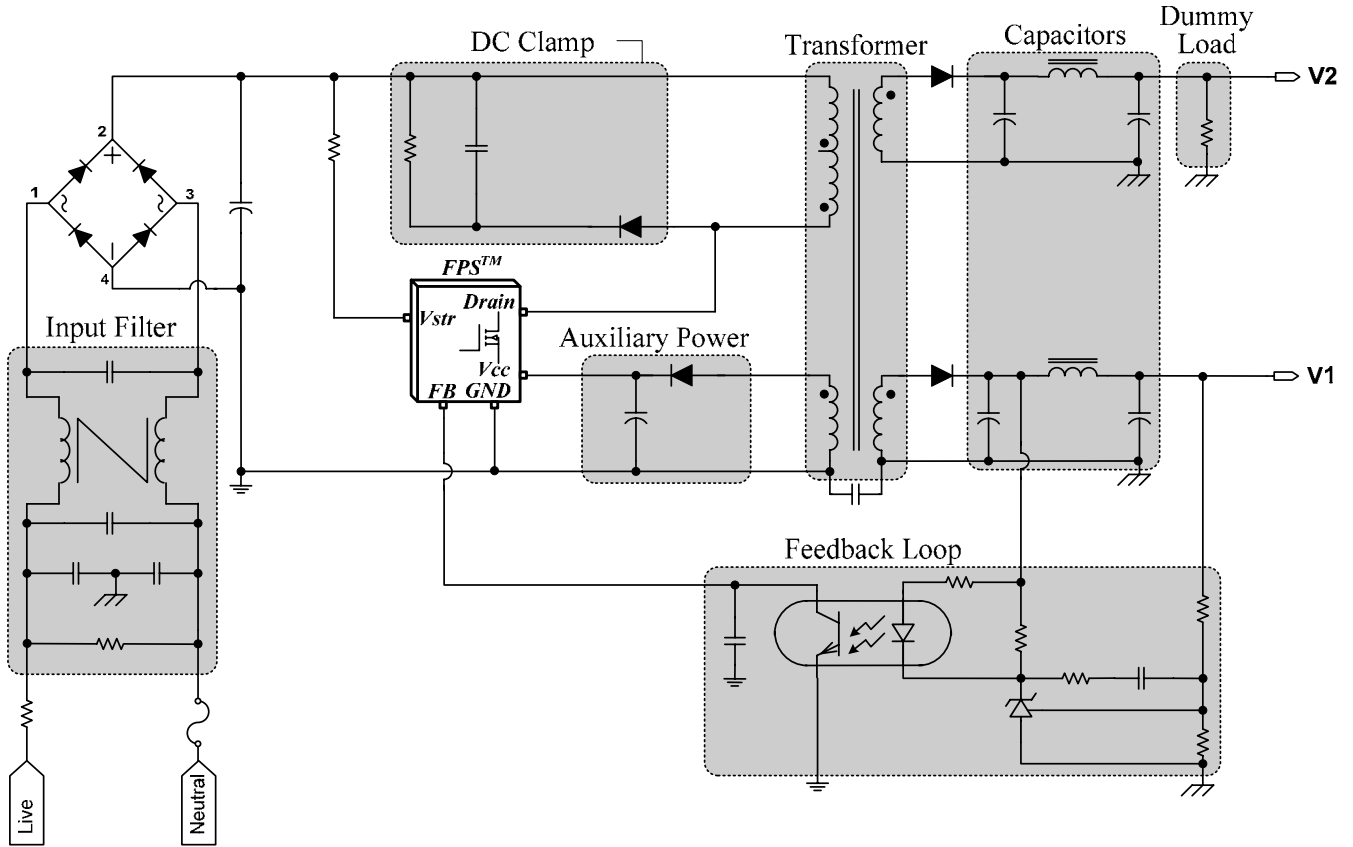 Dummy
Load
DC Clamp
Transformer
Capacitors
V2
2
+
1
3
4
FPS™
Drain
Vstr
Vcc
FB GND
Input Filter
Auxiliary Power
V1
Feedback Loop
Live
Neutral